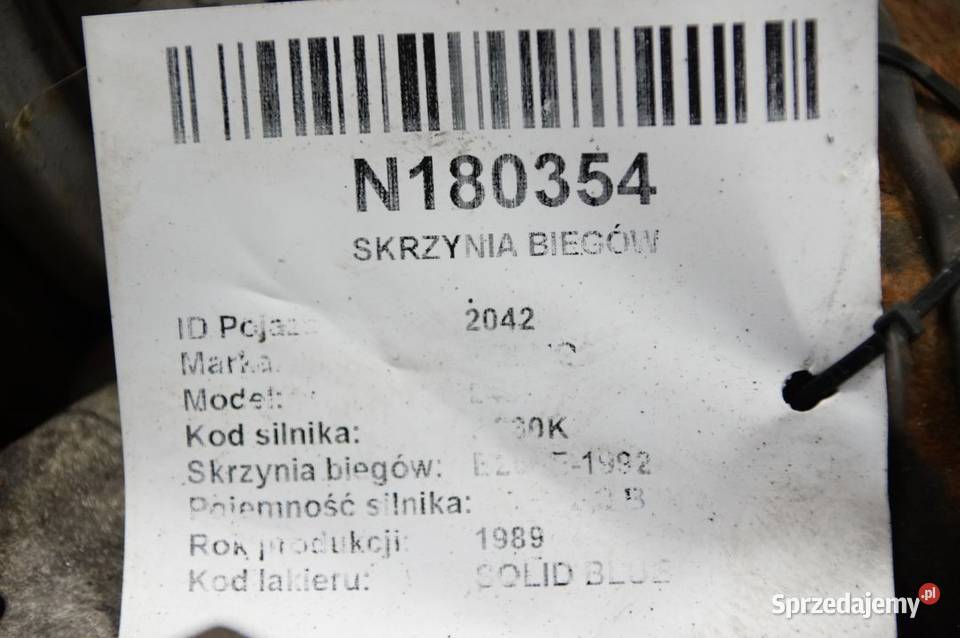 N180354
SKRZYNIA BIEGÓW
ID 2042
Marka:
Model:
Kod silnika:
Skrzynia biegów:
Pojemność silnika:
Rok produkcji: 1989
Kod lakieru: SOLID BLUE
Sprzedajemy.pl